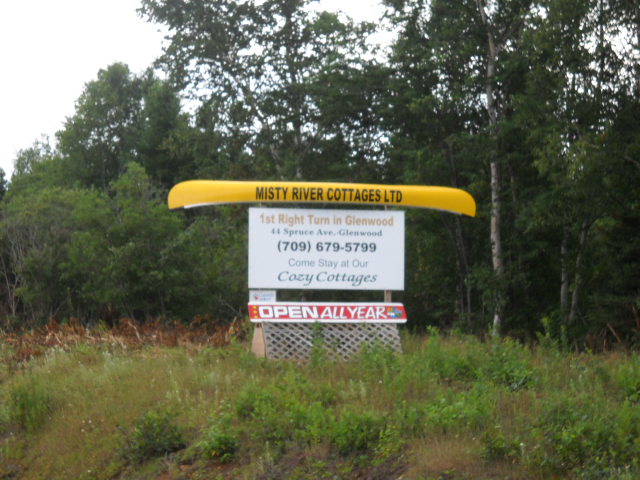 MISTY RIVER COTTAGES LTD
1st Right Turn in Glenwood
44 Spruce Ave.-Glenwood
(709) 679-5799
Come Stay at Our
Cozy Cottages
OPEN ALL YEAR